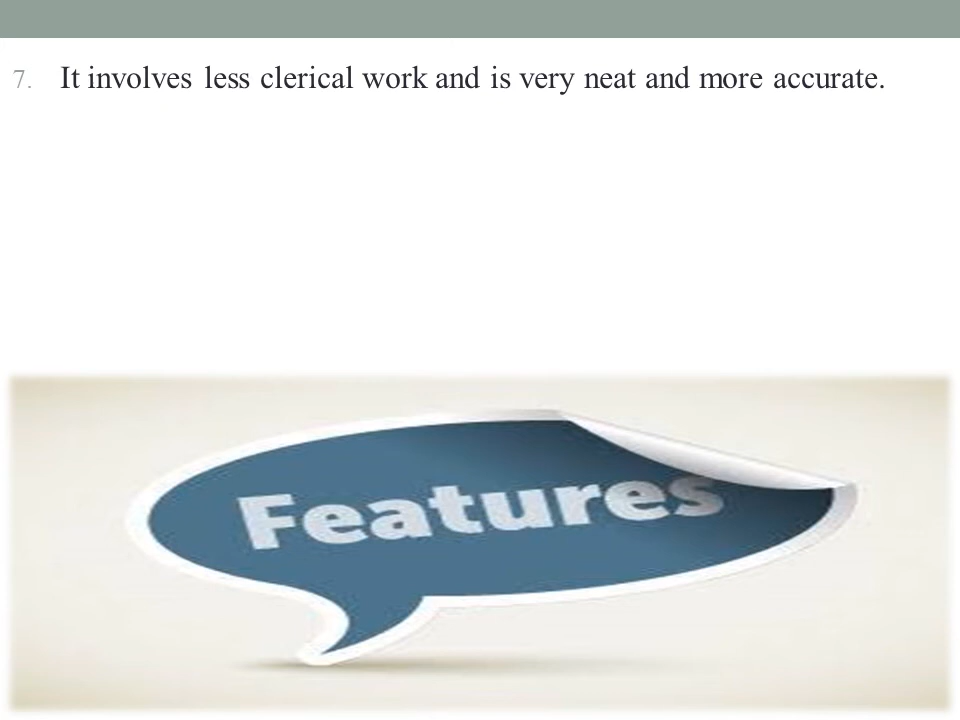 7. It involves less clerical work and is very neat and more accurate.
Features